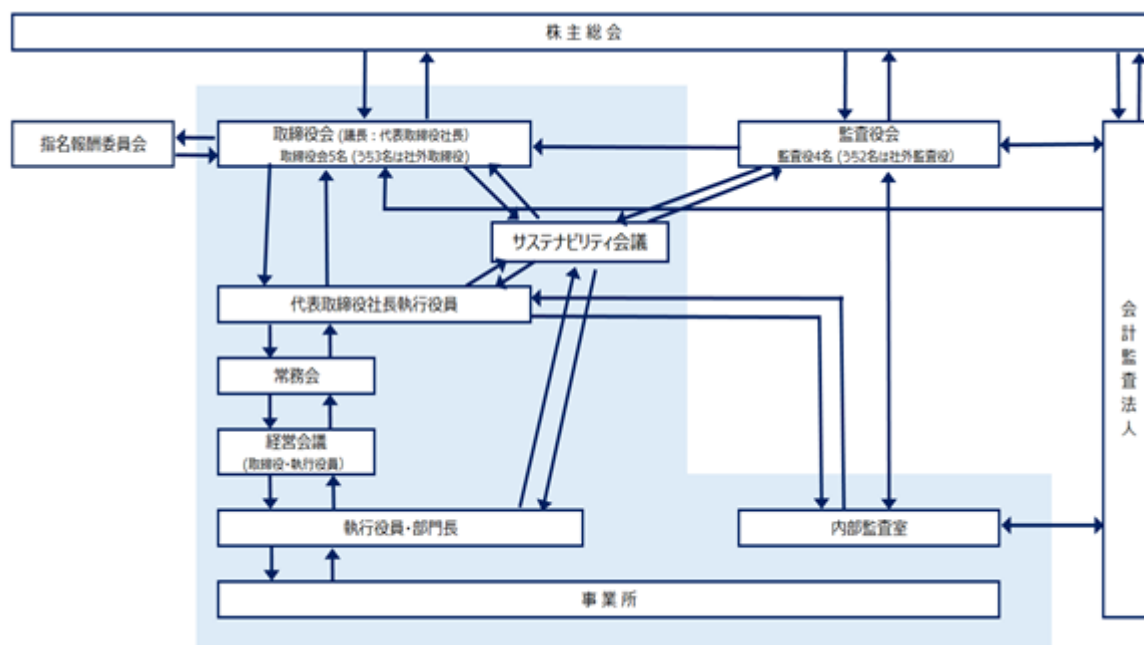 株主総会
指名報酬委員会
取締役会 (議長：代表取締役社長)
取締役会5名 (うち3名は社外取締役)
監査役会
監査役4名 (うち2名は社外監査役)
サステナビリティ会議
代表取締役社長執行役員
常務会
経営会議
(取締役・執行役員)
執行役員・部門長
内部監査室
事業所
会計監査法人